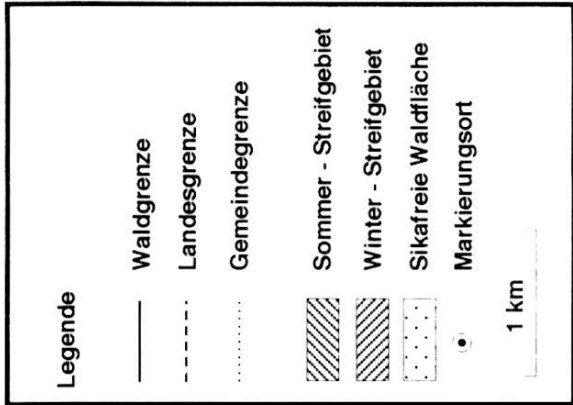 Legende
Waldgrenze
Landesgrenze
Gemeindegrenze
Sommer - Streifgebiet
Winter - Streifgebiet
Sikafreie Waldfläche
Markierungsort
1 km